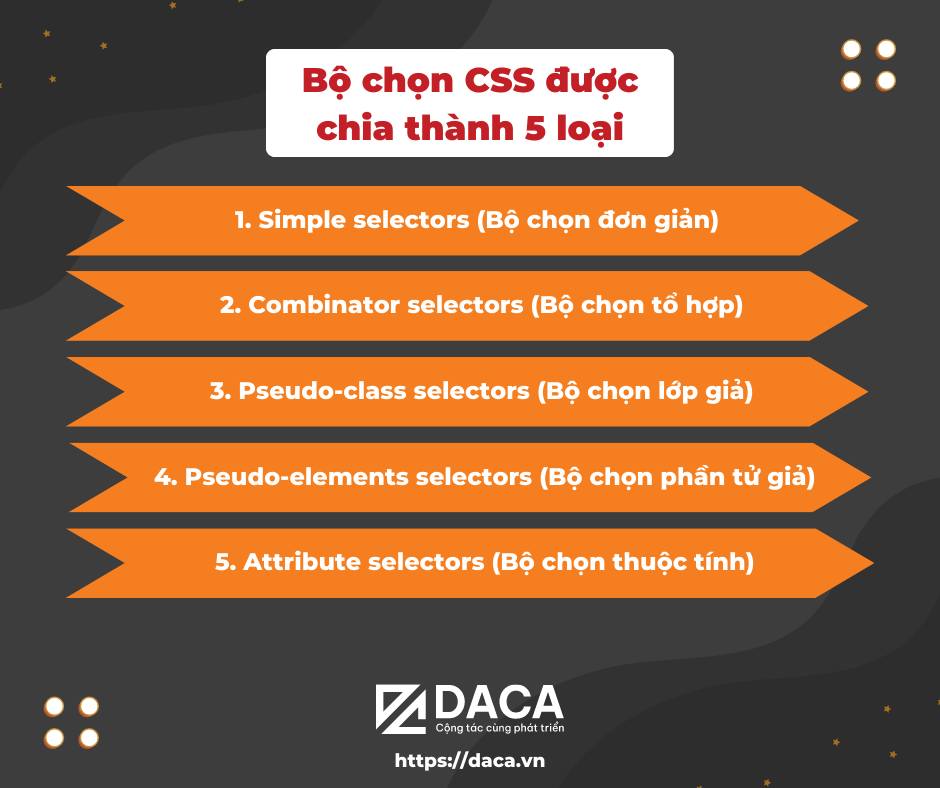 Bộ chọn CSS được
chia thành 5 loại
1. Simple selectors (Bộ chọn đơn giản)
2. Combinator selectors (Bộ chọn tổ hợp)
3. Pseudo-class selectors (Bộ chọn lớp giả)
4. Pseudo-elements selectors (Bộ chọn phần tử giả)
5. Attribute selectors (Bộ chọn thuộc tính)
DACA
Cộng tác cùng phát triển
https://daca.vn